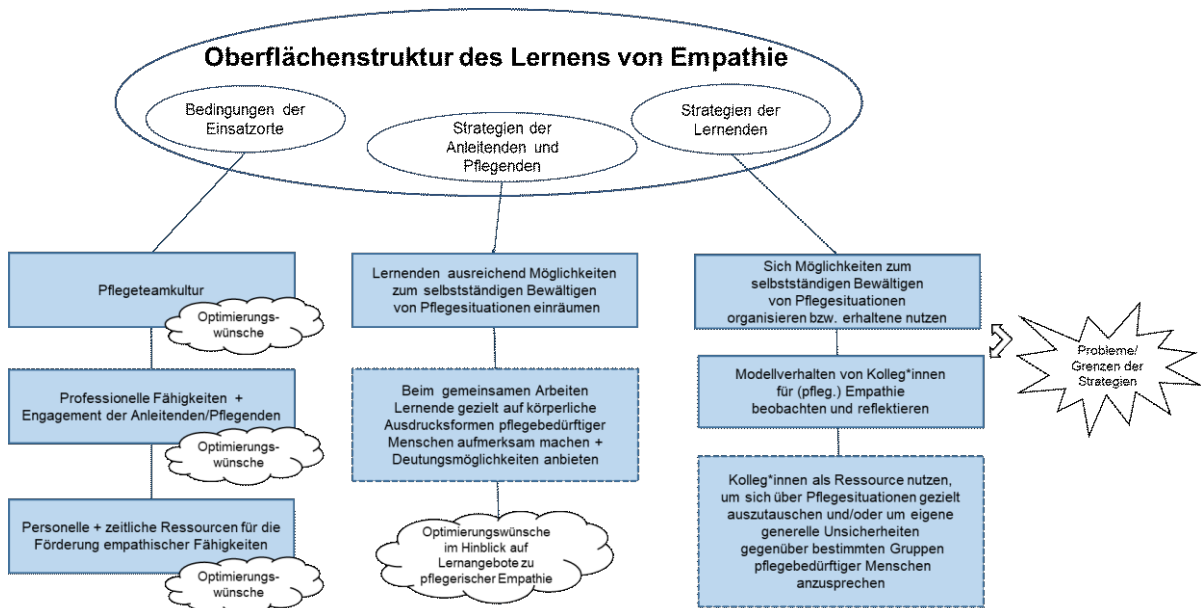 Oberflächenstruktur des Lernens von Empathie
Bedingungen der
Einsatzorte
Strategien der
Anleitenden und
Pflegenden
Strategien der
Lernenden
Pflegeteamkultur
Optimierungs-
wünsche
Professionelle Fähigkeiten +
Engagement der Anleitenden/Pflegenden
Optimierungs-
wünsche
Personelle + zeitliche Ressourcen für die
Förderung empathischer Fähigkeiten
Optimierungs-
wünsche
Lernenden ausreichend Möglichkeiten
zum selbstständigen Bewältigen
von Pflegesituationen einräumen
Beim gemeinsamen Arbeiten
Lernende gezielt auf körperliche
Ausdrucksformen pflegebedürftiger
Menschen aufmerksam machen +
Deutungsmöglichkeiten anbieten
Optimierungswünsche
im Hinblick auf
Lernangebote zu
pflegerischer Empathie
Sich Möglichkeiten zum
selbstständigen Bewältigen
von Pflegesituationen
organisieren bzw. erhaltene nutzen
Modellverhalten von Kolleg*innen
für (pfleg.) Empathie
beobachten und reflektieren
Kolleg*innen als Ressource nutzen,
um sich über Pflegesituationen gezielt
auszutauschen und/oder um eigene
generelle Unsicherheiten
gegenüber bestimmten Gruppen
pflegebedürftiger Menschen
anzusprechen
Probleme/
Grenzen der
Strategien